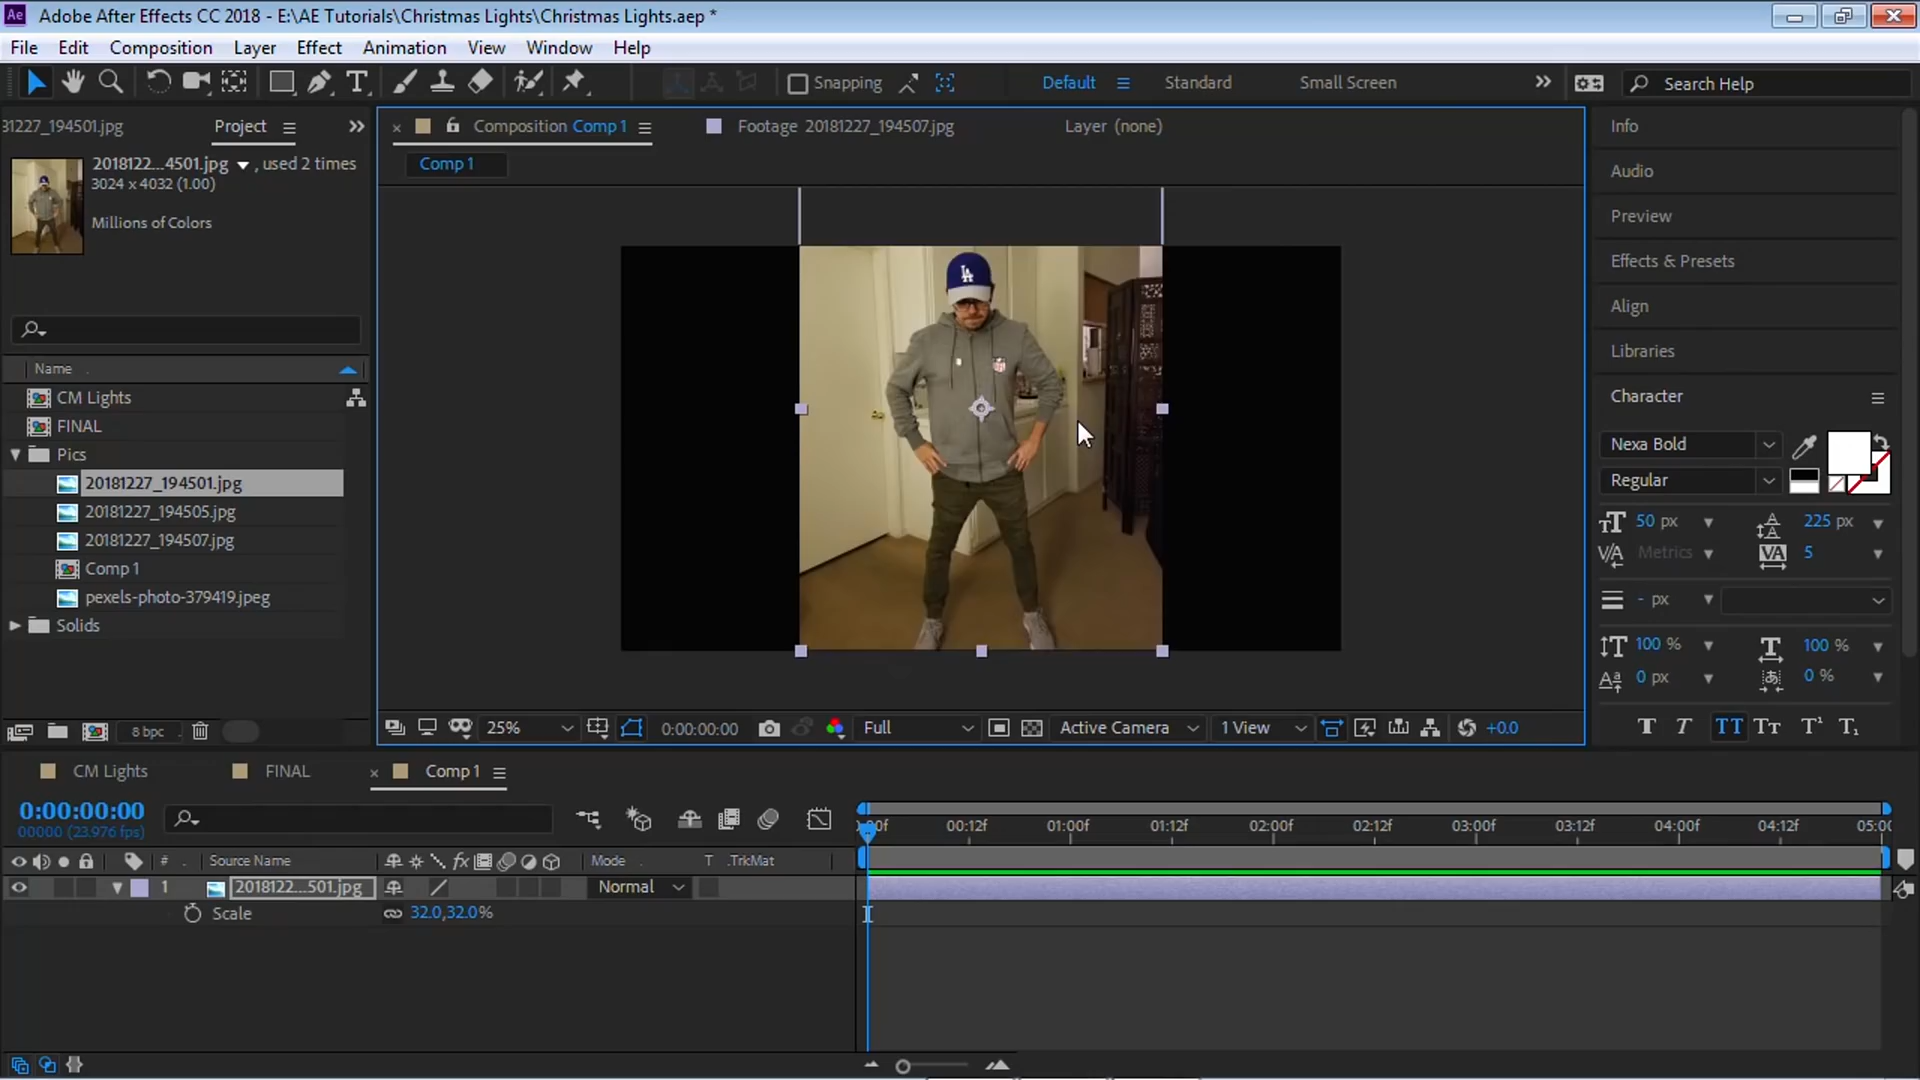 Ae Adobe After Effects CC 2018 - E:\AE Tutorials\Christmas Lights\Christmas Lights.aep *
File Edit Composition Layer Effect Animation View Window Help
Snapping Default Standard Small Screen Search Help
31227_194501.jpg Project Composition Comp 1 Footage 20181227_194507.jpg Layer (none) Info
2018122...4501.jpg , used 2 times Comp 1
3024 x 4032 (1.00) Audio
Millions of Colors Preview
Effects & Presets
LA
Align
Libraries
Name
CM Lights Character
FINAL
Pics Nexa Bold
20181227_194501.jpg Regular
20181227_194505.jpg 50 px 225 px
20181227_194507.jpg Metrics 5
Comp 1
pexels-photo-379419.jpeg - px
Solids
100 % 100 %
0 px 0 %
8 bpc 25% 0:00:00:00 Full Active Camera 1 View +0.0 T T TT Tt T¹ T₁
CM Lights FINAL Comp 1
0:00:00:00
00000 (23.976 fps) :00f 00:12f 01:00f 01:12f 02:00f 02:12f 03:00f 03:12f 04:00f 04:12f 05:00
# Source Name fx Mode T .TrkMat
1 2018122...501.jpg Normal
Scale 32.0,32.0%